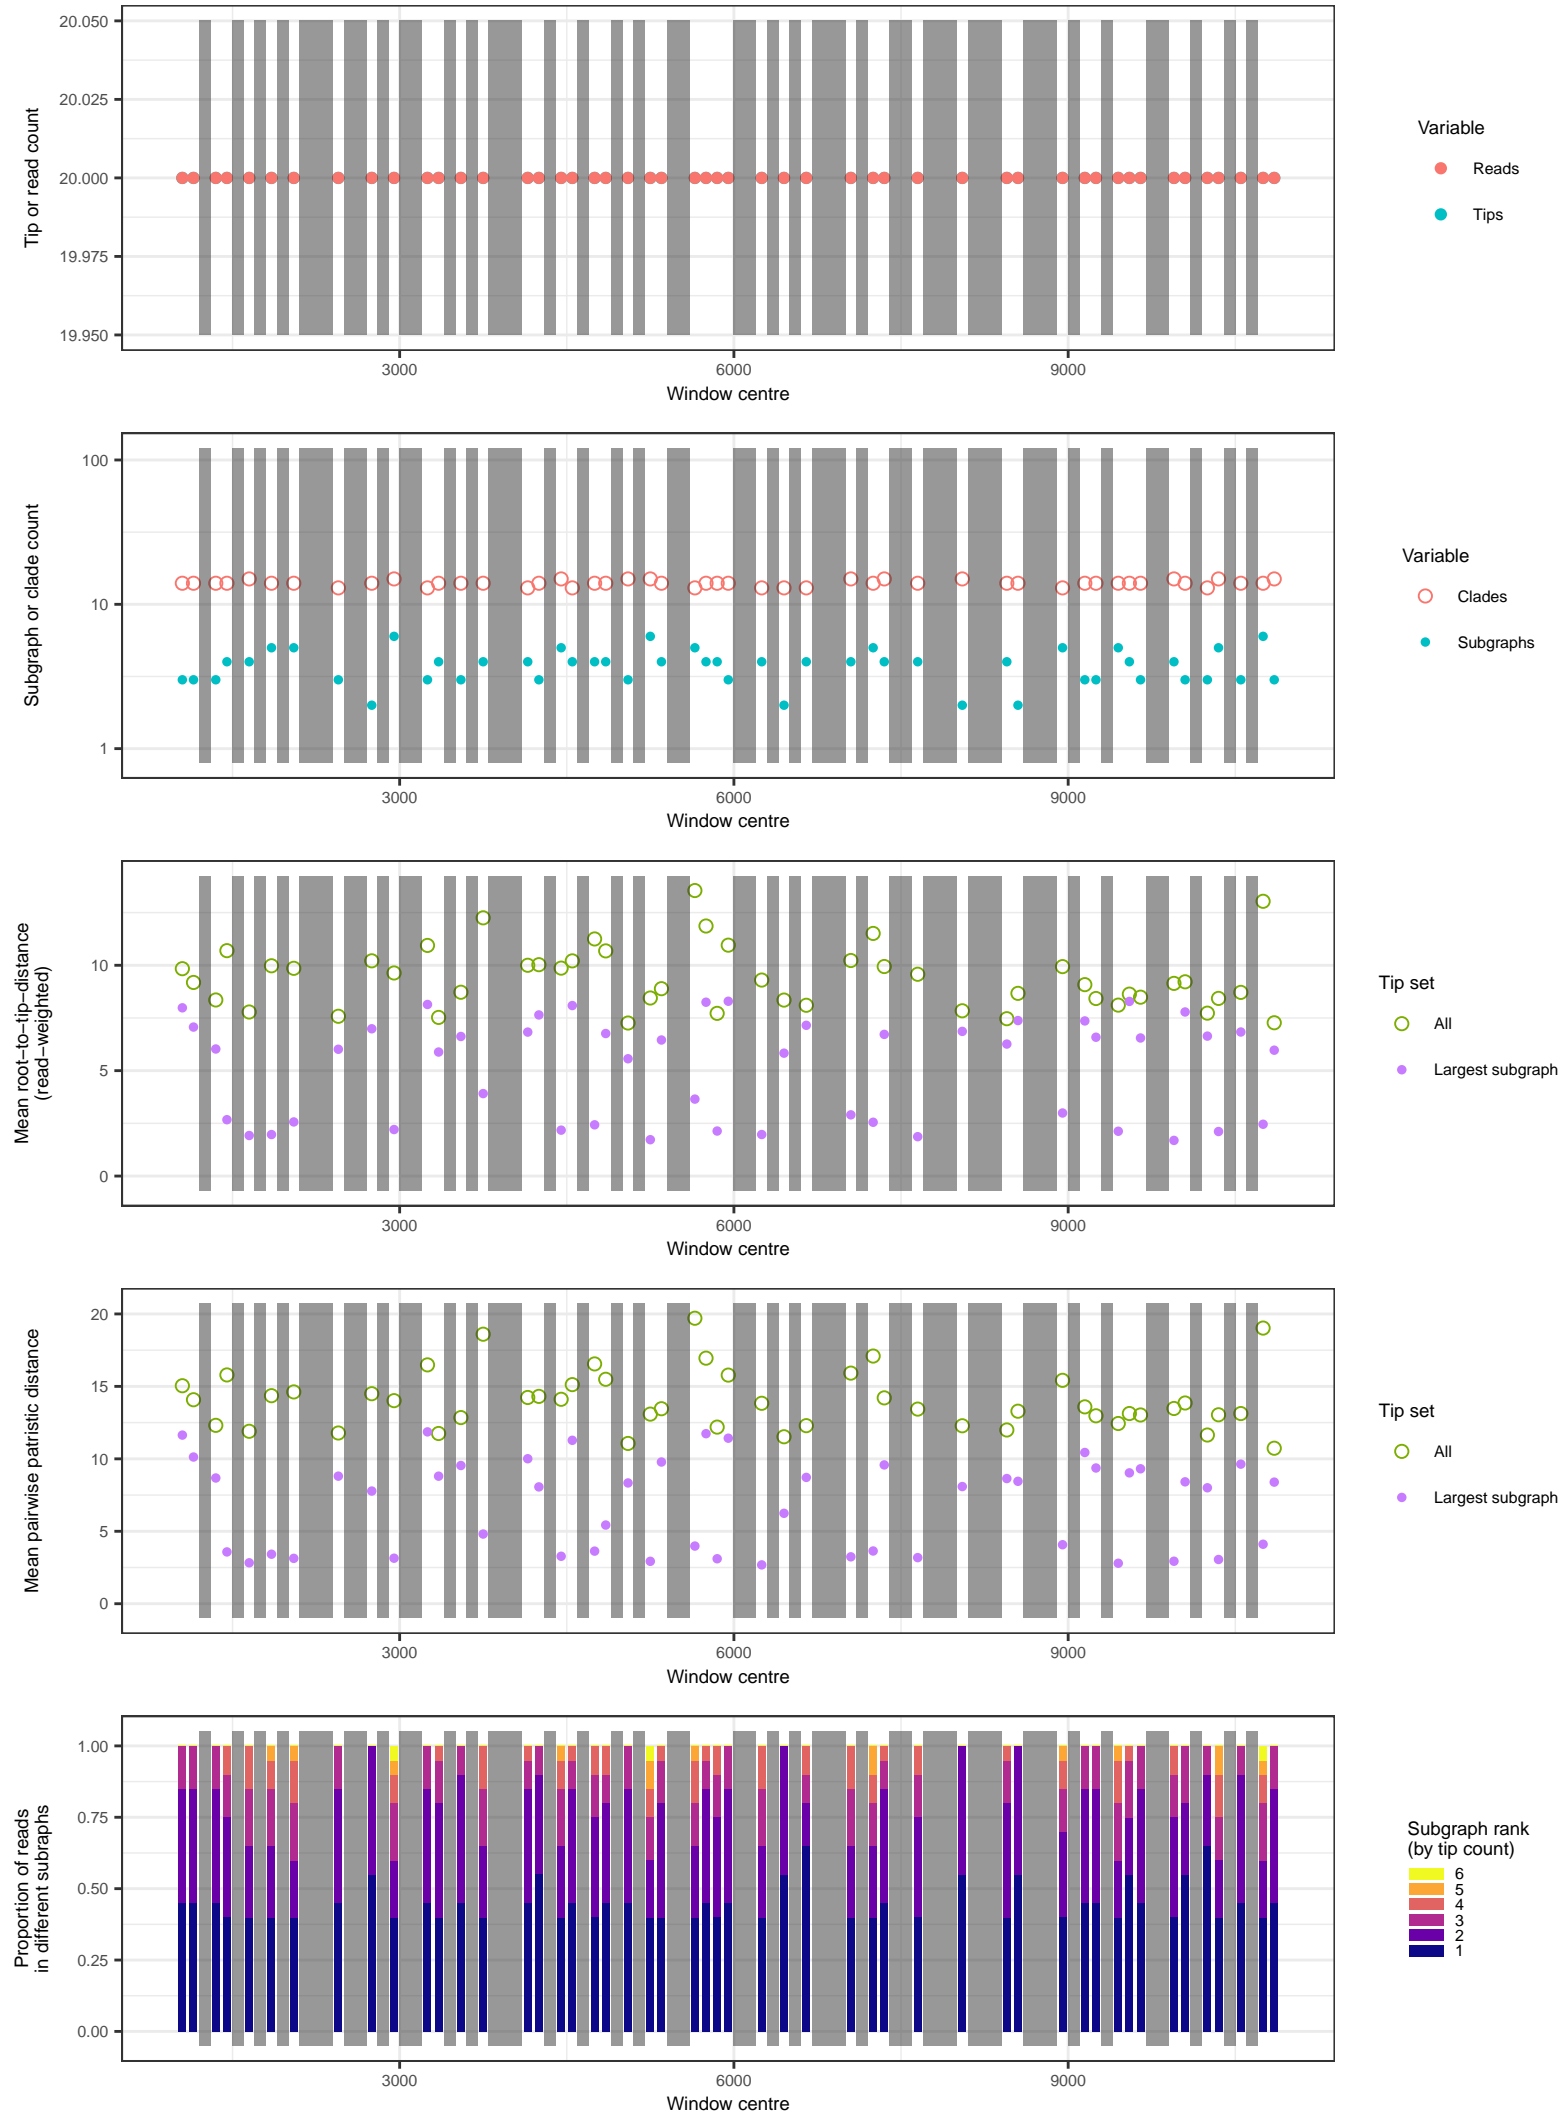 20.050
20.025
20.000
19.975
19.950
Tip or read count
3000
6000
9000
Window centre
Variable
Reads
Tips
100
10
1
Subgraph or clade count
3000
6000
9000
Window centre
Variable
Clades
Subgraphs
10
5
0
Mean root−to−tip−distance
(read−weighted)
3000
6000
9000
Window centre
Tip set
All
Largest subgraph
20
15
10
5
0
Mean pairwise patristic distance
3000
6000
9000
Window centre
Tip set
All
Largest subgraph
1.00
0.75
0.50
0.25
0.00
Proportion of reads
in different subraphs
3000
6000
9000
Window centre
Subgraph rank
(by tip count)
6
5
4
3
2
1